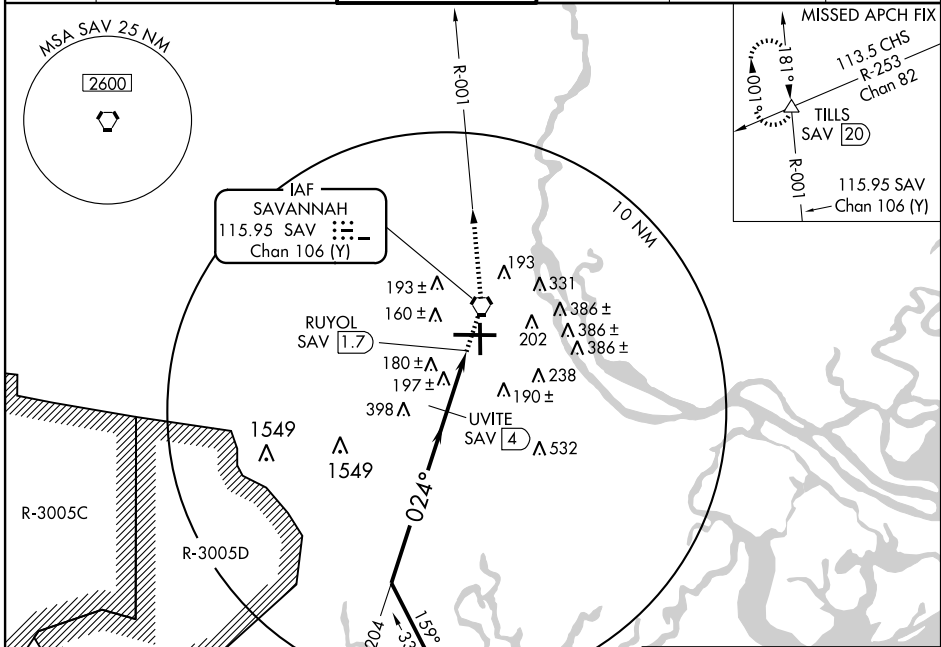 MSA SAV 25 NM
2600
MISSED APCH FIX
181°
001°
113.5 CHS
R-253
Chan 82
TILLS
SAV 20
R-001
115.95 SAV
Chan 106 (Y)
R-001
IAF
SAVANNAH
115.95 SAV
Chan 106 (Y)
10 NM
193
193 ±
331
160 ±
386 ±
RUYOL
SAV 1.7
202
386 ±
386 ±
180 ±
197 ±
238
190 ±
398
UVITE
SAV 4
532
1549
1549
024°
R-3005C
R-3005D
204
159°